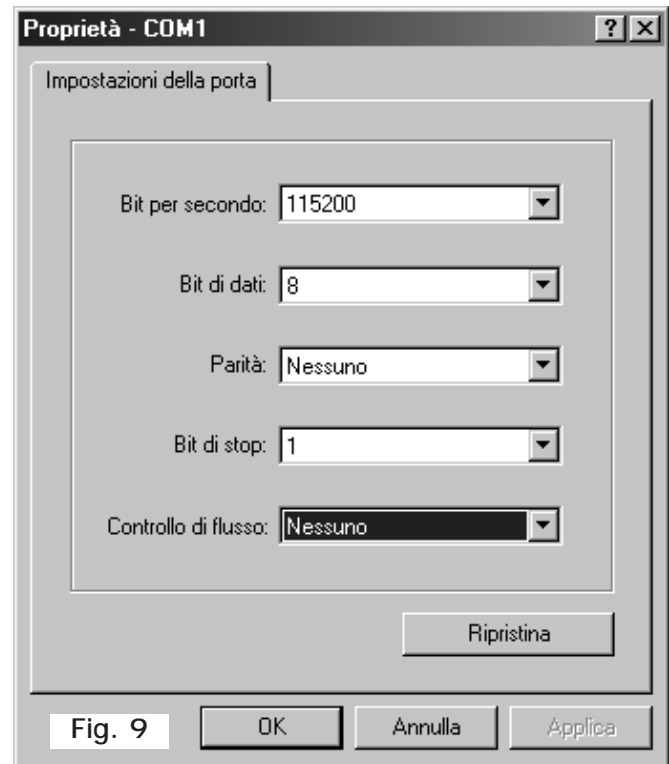 Proprietà - COM1
Impostazioni della porta
Bit per secondo: 115200
Bit di dati: 8
Parità: Nessuno
Bit di stop: 1
Controllo di flusso: Nessuno
Ripristina
Fig. 9 OK Annulla Applica